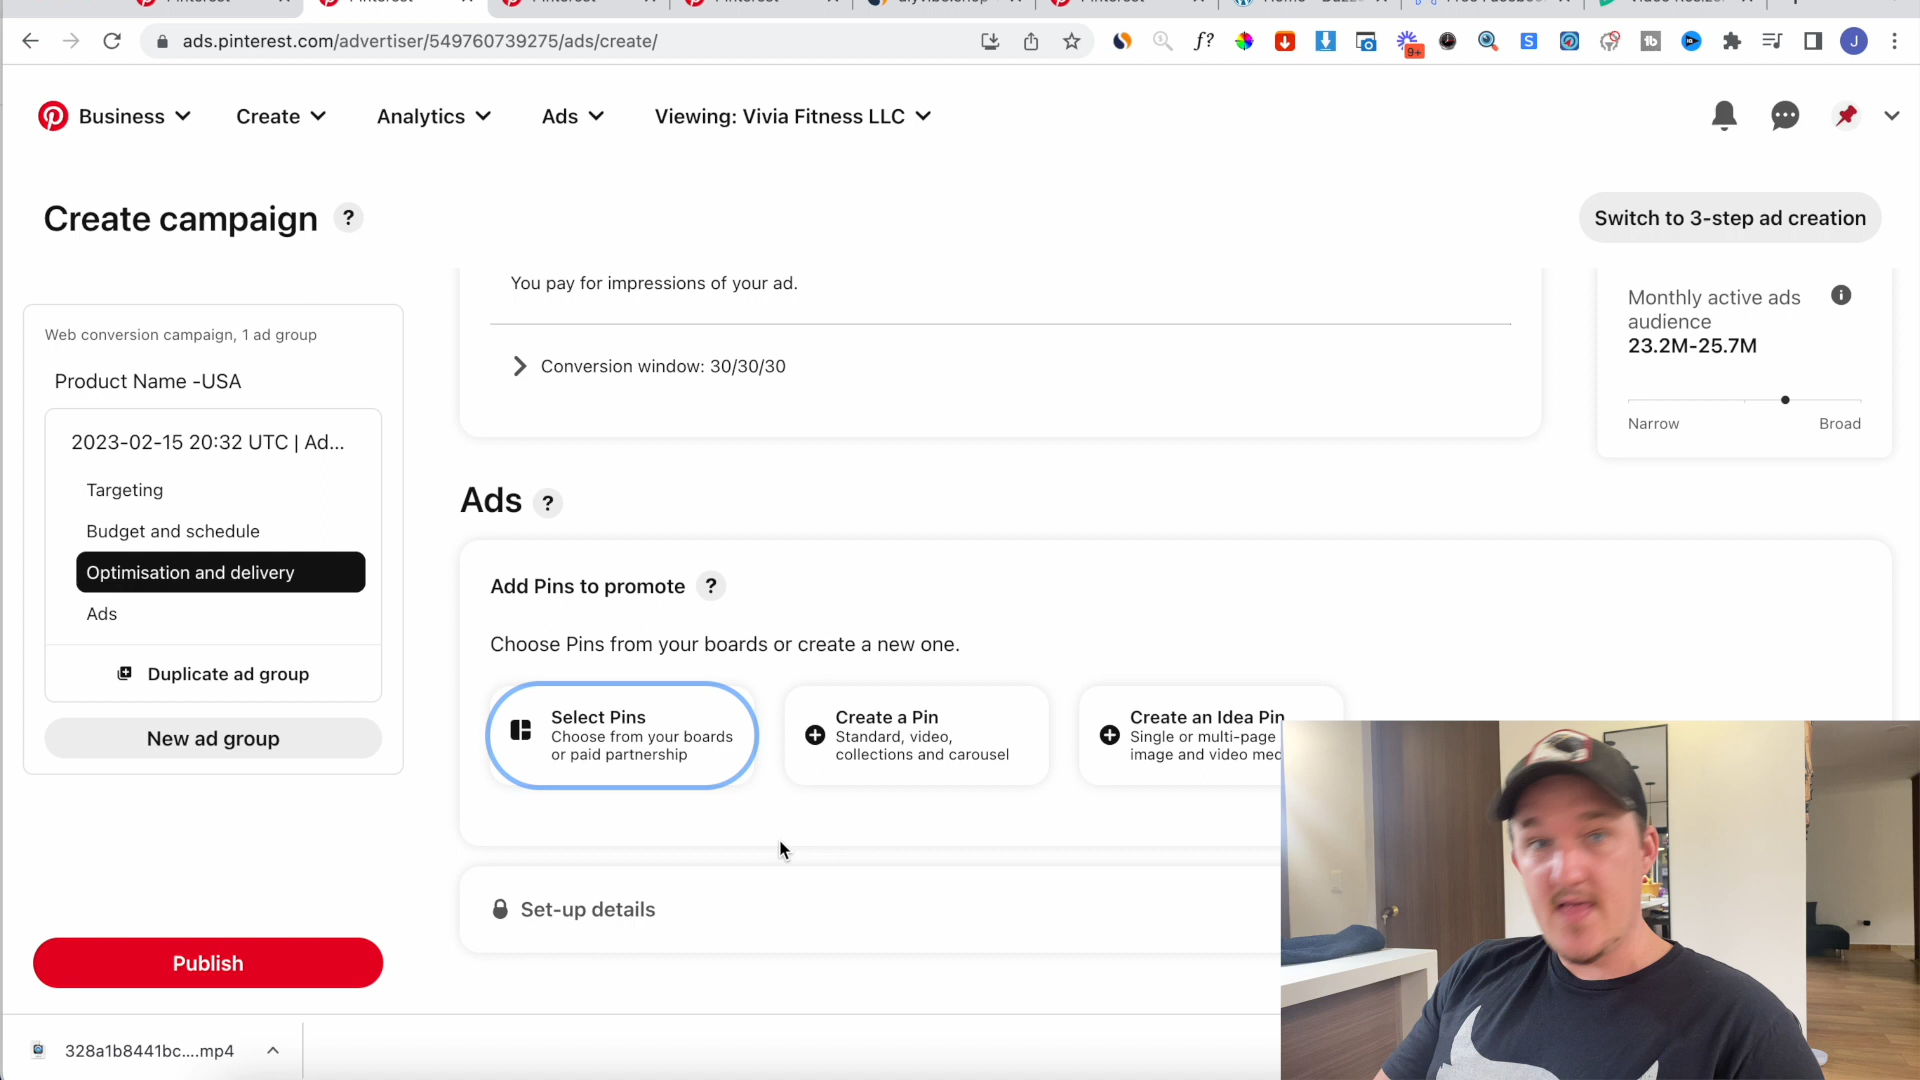 ads.pinterest.com/advertiser/549760739275/ads/create/
f?
9+
S
tb
J
Business
Create
Analytics
Ads
Viewing: Vivia Fitness LLC
Create campaign
?
Switch to 3-step ad creation
You pay for impressions of your ad.
Conversion window: 30/30/30
Monthly active ads
audience
23.2M-25.7M
Narrow
Broad
Web conversion campaign, 1 ad group
Product Name -USA
2023-02-15 20:32 UTC | Ad...
Targeting
Budget and schedule
Optimisation and delivery
Ads
Duplicate ad group
New ad group
Publish
Ads
?
Add Pins to promote
?
Choose Pins from your boards or create a new one.
Select Pins
Choose from your boards
or paid partnership
Create a Pin
Standard, video,
collections and carousel
Create an Idea Pin
Single or multi-page
image and video
Set-up details
328a1b8441bc....mp4